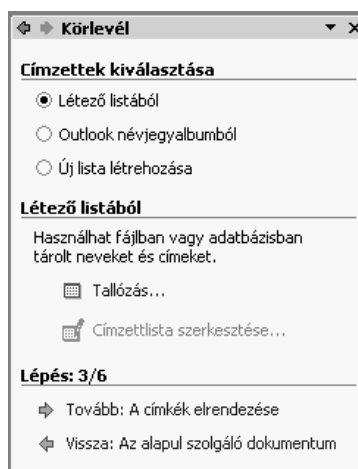 Körlevél
Címzettek kiválasztása
Létező listából
Outlook névjegyalbumból
Új lista létrehozása
Létező listából
Használhat fájlban vagy adatbázisban
tárolt neveket és címeket.
Tallózás...
Címzettlista szerkesztése...
Lépés: 3/6
Tovább: A címkék elrendezése
Vissza: Az alapul szolgáló dokumentum